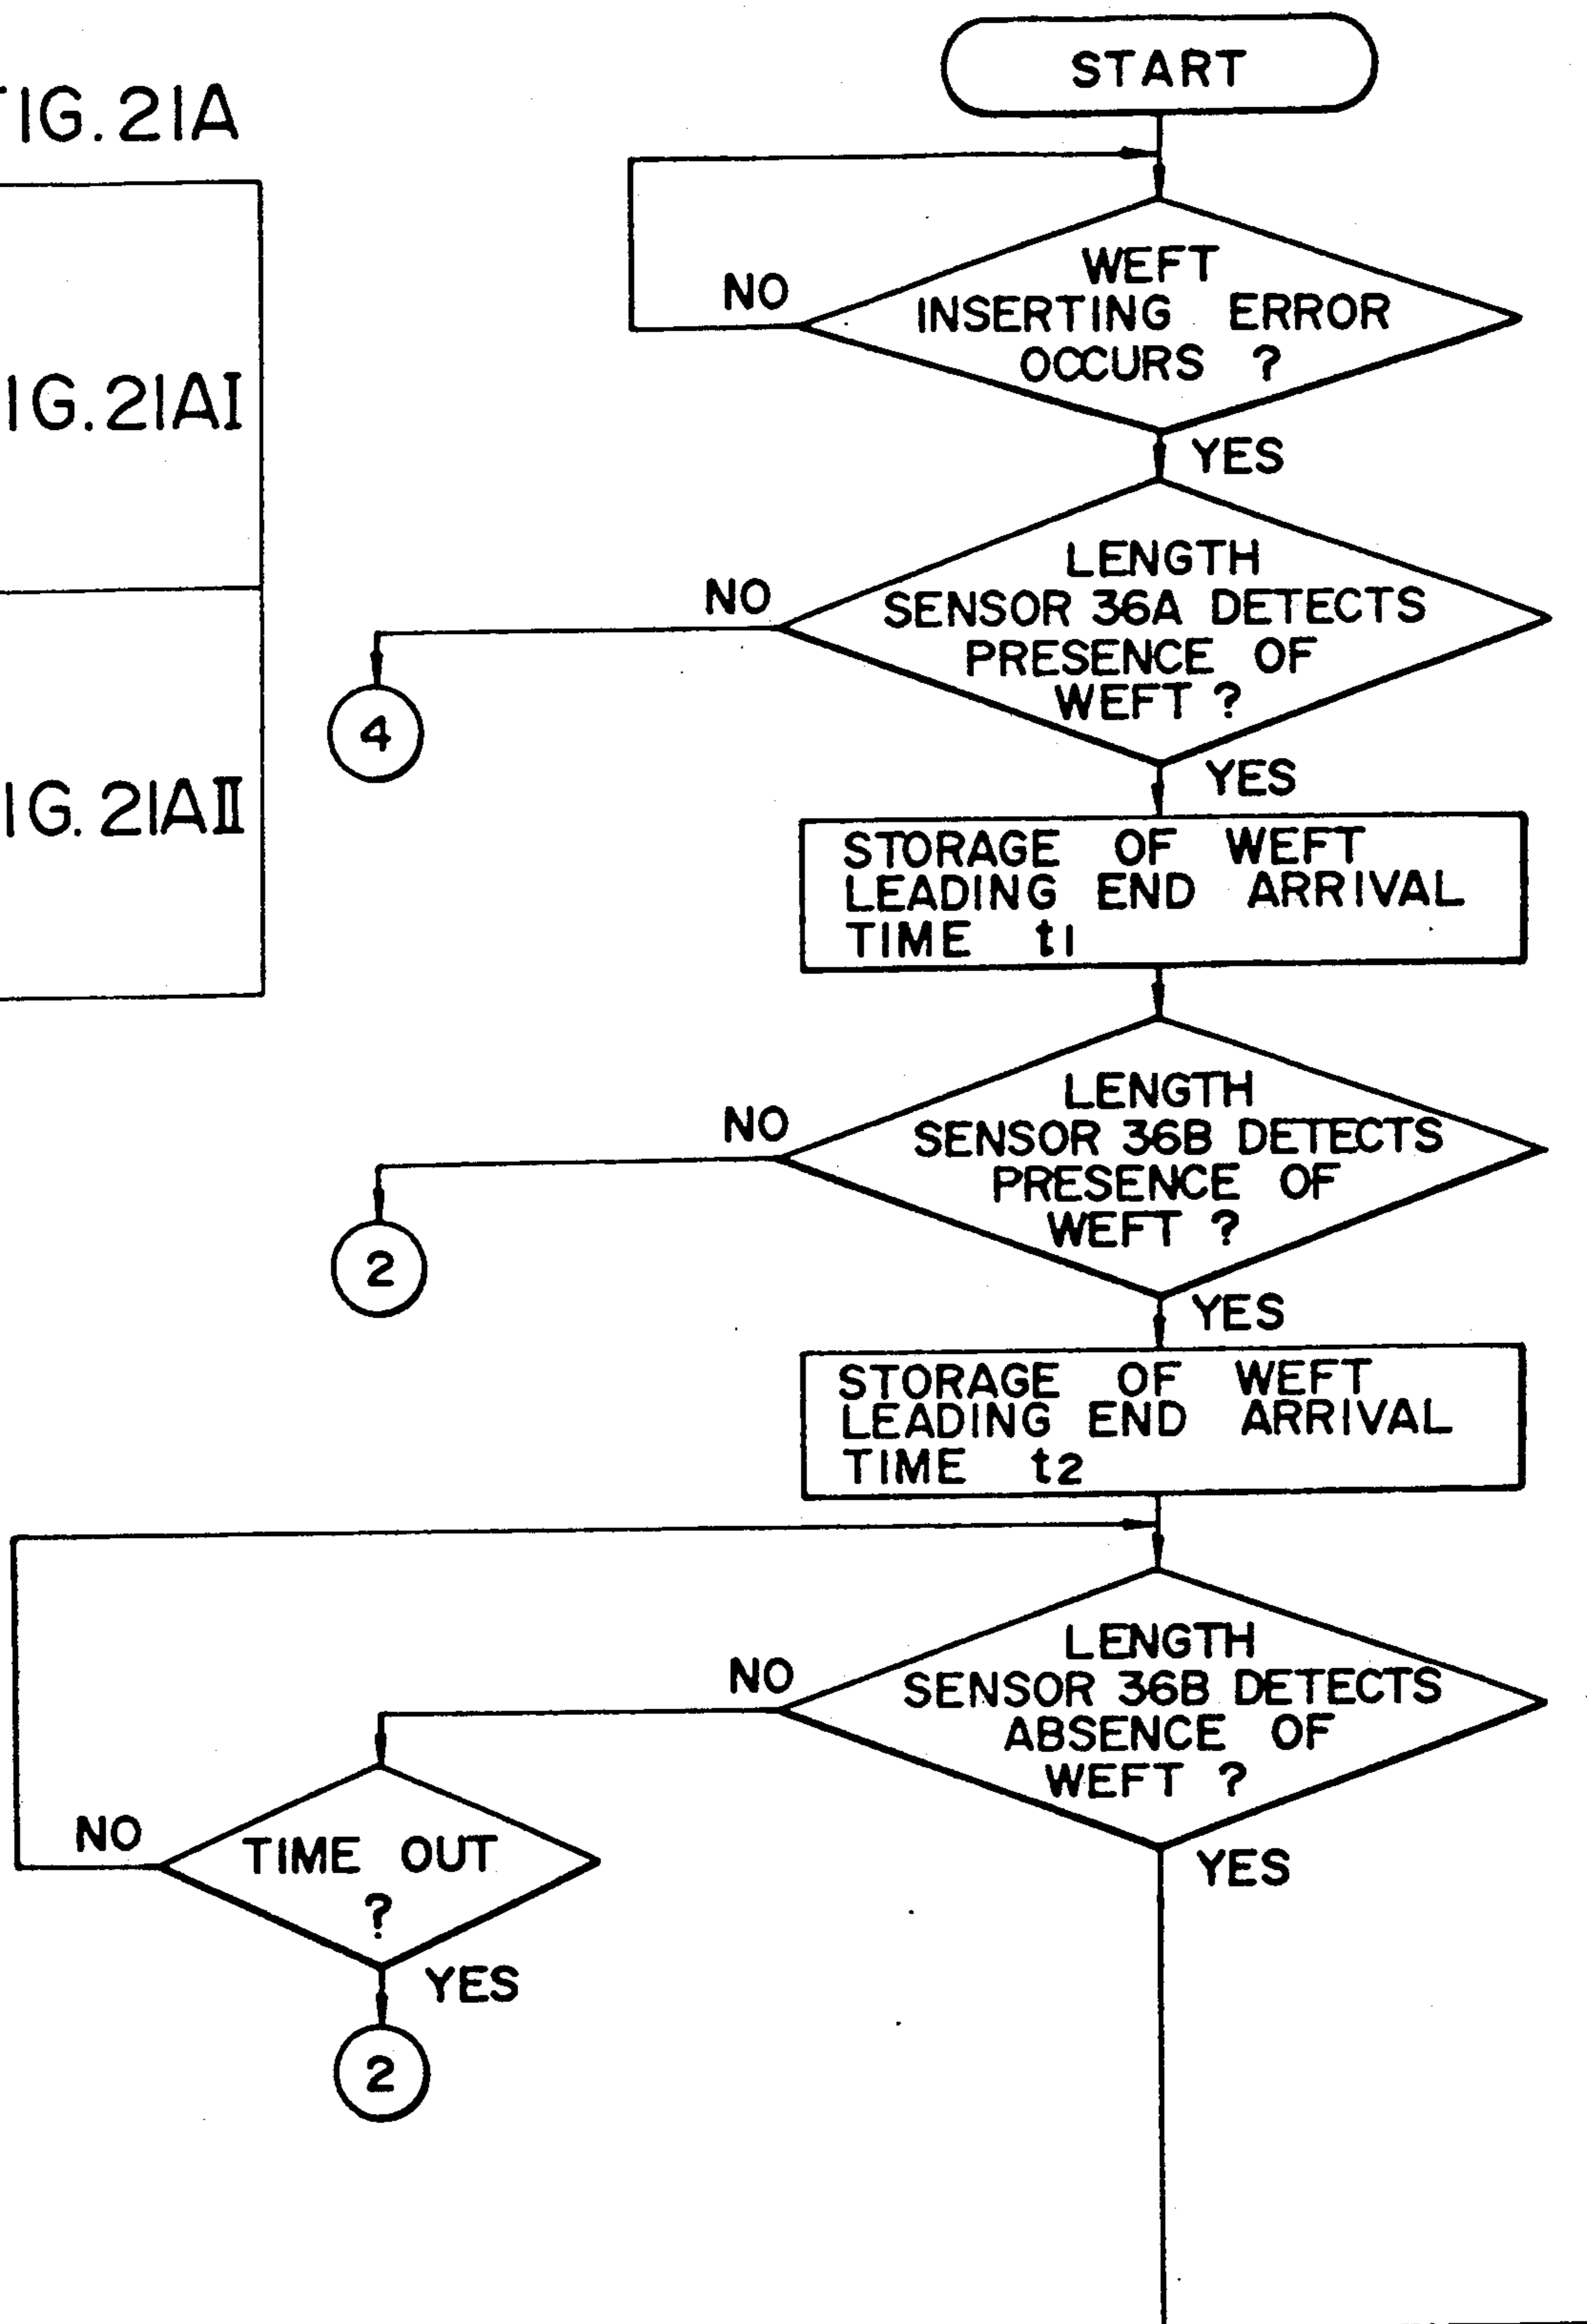 FIG. 21A
FIG. 21AI
FIG. 21AII
START
WEFT
INSERTING ERROR
OCCURS ?
NO
YES
LENGTH
SENSOR 36A DETECTS
PRESENCE OF
WEFT ?
NO
4
YES
STORAGE OF WEFT
LEADING END ARRIVAL
TIME t1
LENGTH
SENSOR 36B DETECTS
PRESENCE OF
WEFT ?
NO
2
YES
STORAGE OF WEFT
LEADING END ARRIVAL
TIME t2
LENGTH
SENSOR 36B DETECTS
ABSENCE OF
WEFT ?
NO
YES
TIME OUT
?
NO
YES
2